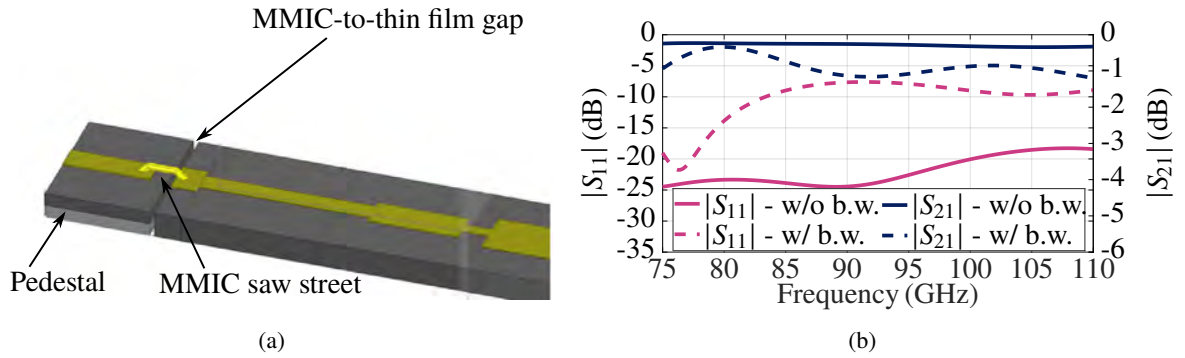 MMIC-to-thin film gap
Pedestal
MMIC saw street
(a)
|S11| (dB)
0
-5
-10
-15
-20
-25
-30
-35
0
-1
-2
-3
-4
-5
-6
|S21| (dB)
|S11| - w/o b.w.
|S21| - w/o b.w.
|S11| - w/ b.w.
|S21| - w/ b.w.
75 80 85 90 95 100 105 110
Frequency (GHz)
(b)